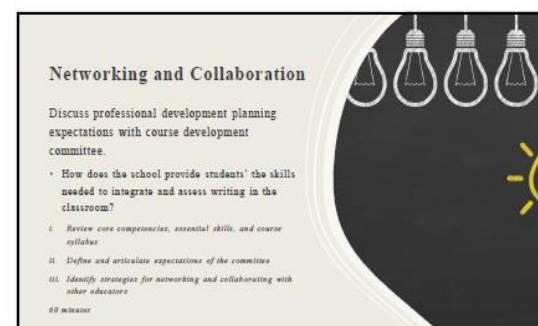 Networking and Collaboration
Discuss professional development planning
expectations with course development
committee.
• How does the school provide students' the skills
needed to integrate and assess writing in the
classroom?
i. Review core competencies, essential skills, and course
syllabus
ii. Define and articulate expectations of the committee
iii. Identify strategies for networking and collaborating with
other educators
60 minutes